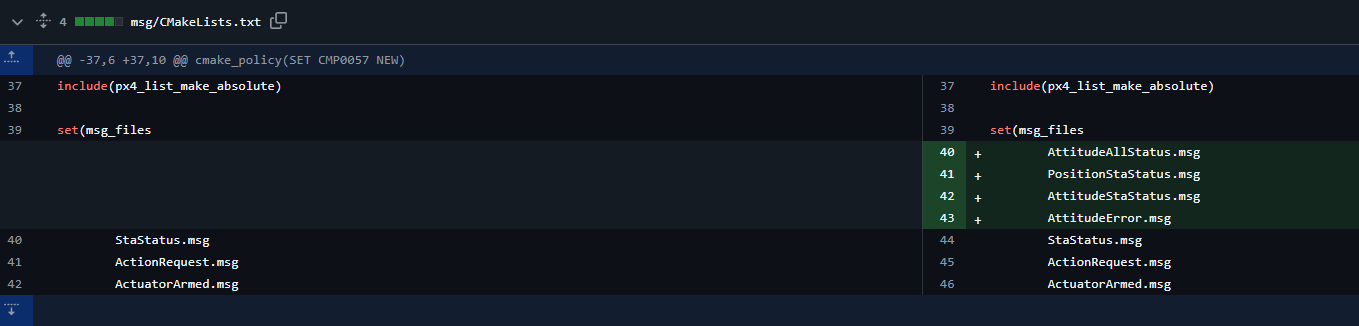 4 msg/CMakeLists.txt
@@ -37,6 +37,10 @@ cmake_policy(SET CMP0057 NEW)
37 include(px4_list_make_absolute) 37 include(px4_list_make_absolute)
38 38
39 set(msg_files 39 set(msg_files
40 + AttitudeAllStatus.msg
41 + PositionStaStatus.msg
42 + AttitudeStaStatus.msg
43 + AttitudeError.msg
40 StaStatus.msg 44 StaStatus.msg
41 ActionRequest.msg 45 ActionRequest.msg
42 ActuatorArmed.msg 46 ActuatorArmed.msg